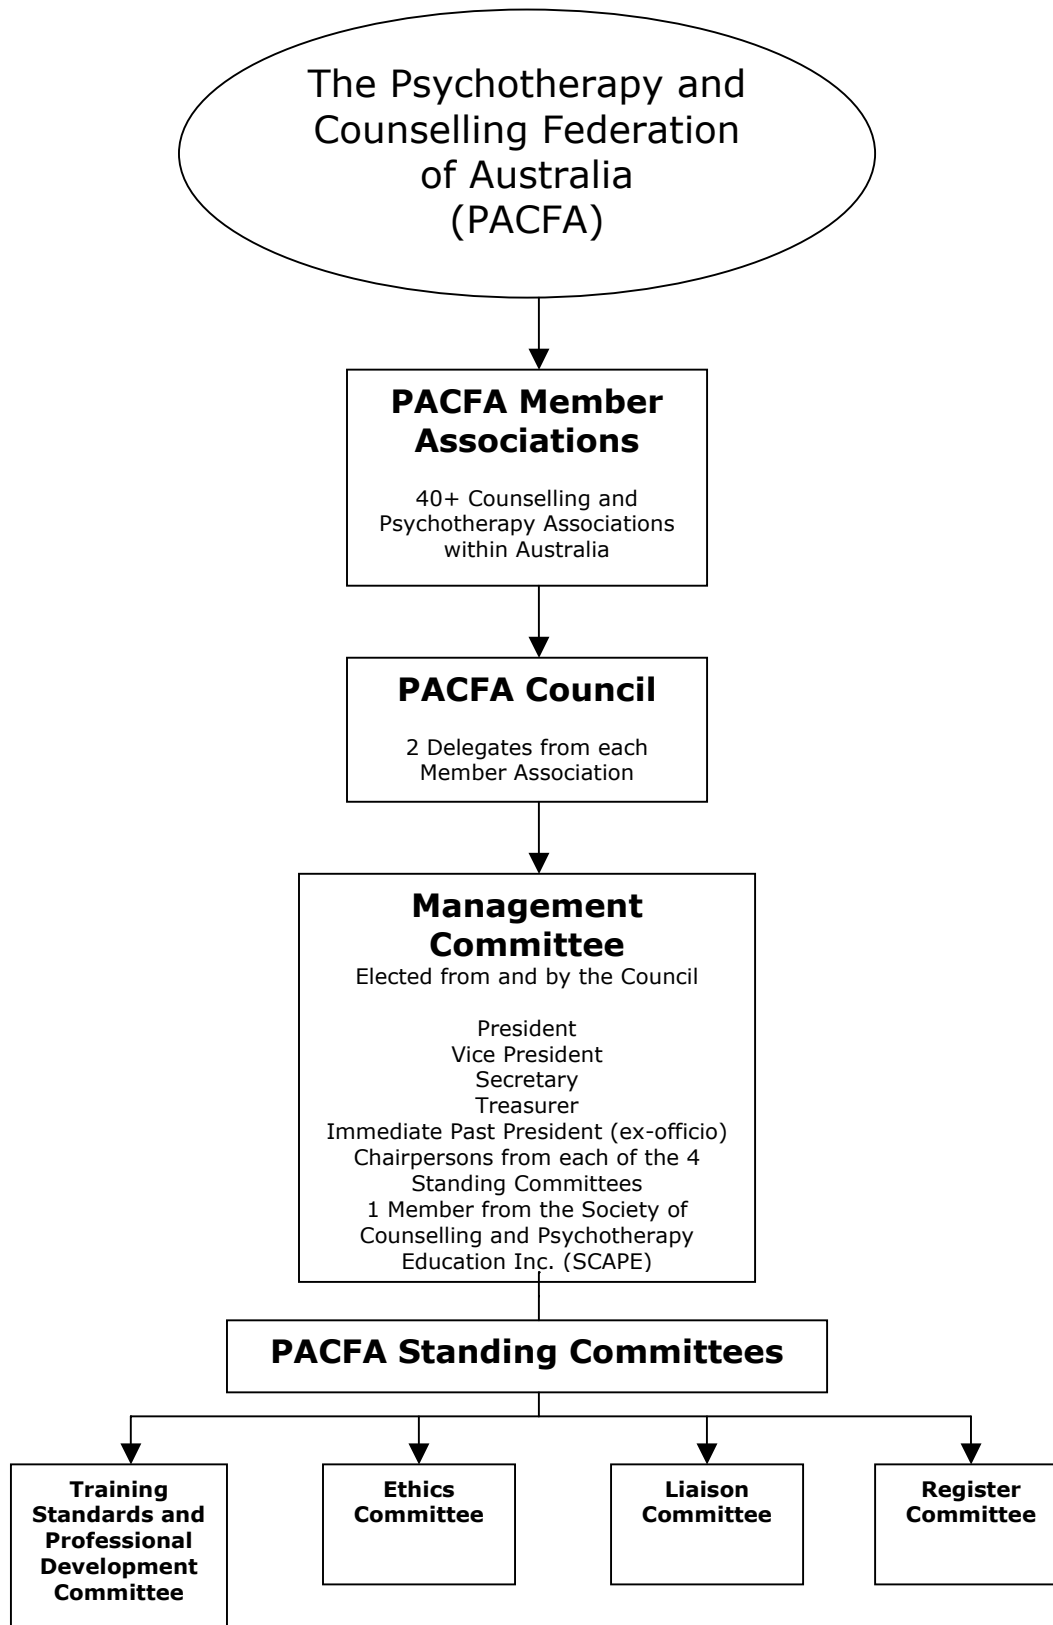 The Psychotherapy and
Counselling Federation
of Australia
(PACFA)
PACFA Member
Associations
40+ Counselling and
Psychotherapy Associations
within Australia
PACFA Council
2 Delegates from each
Member Association
Management
Committee
Elected from and by the Council
President
Vice President
Secretary
Treasurer
Immediate Past President (ex-officio)
Chairpersons from each of the 4
Standing Committees
1 Member from the Society of
Counselling and Psychotherapy
Education Inc. (SCAPE)
PACFA Standing Committees
Training
Standards and
Professional
Development
Committee
Ethics
Committee
Liaison
Committee
Register
Committee